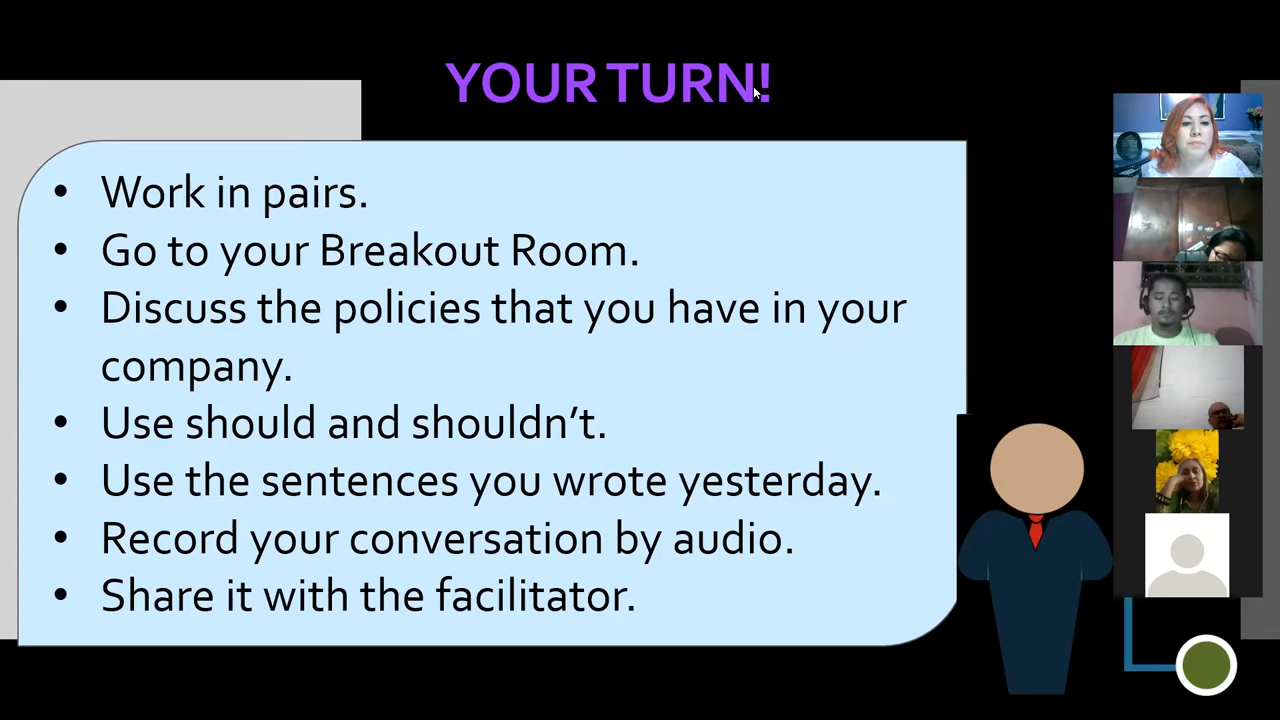 YOUR TURN!
• Work in pairs.
• Go to your Breakout Room.
• Discuss the policies that you have in your
company.
• Use should and shouldn’t.
• Use the sentences you wrote yesterday.
• Record your conversation by audio.
• Share it with the facilitator.